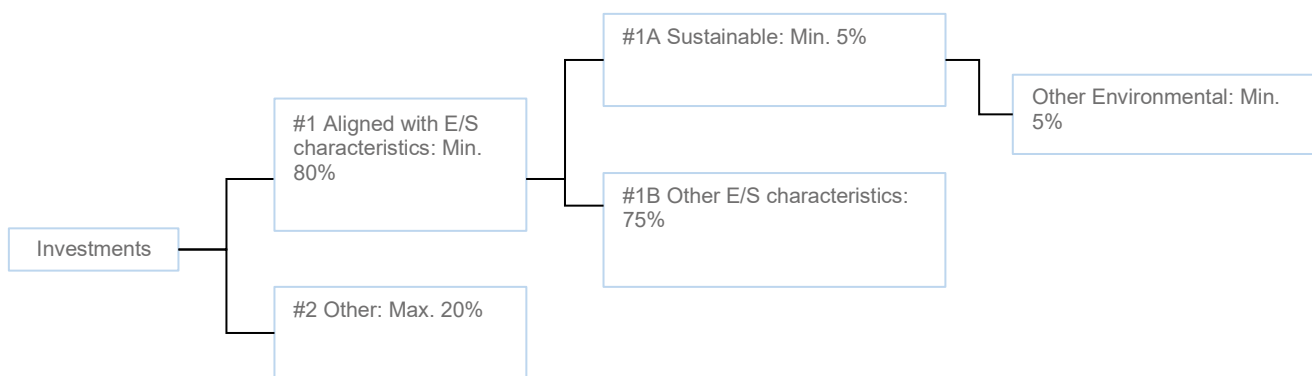 #1A Sustainable: Min. 5%
Other Environmental: Min.
5%
#1 Aligned with E/S
characteristics: Min.
80%
#1B Other E/S characteristics:
75%
Investments
#2 Other: Max. 20%